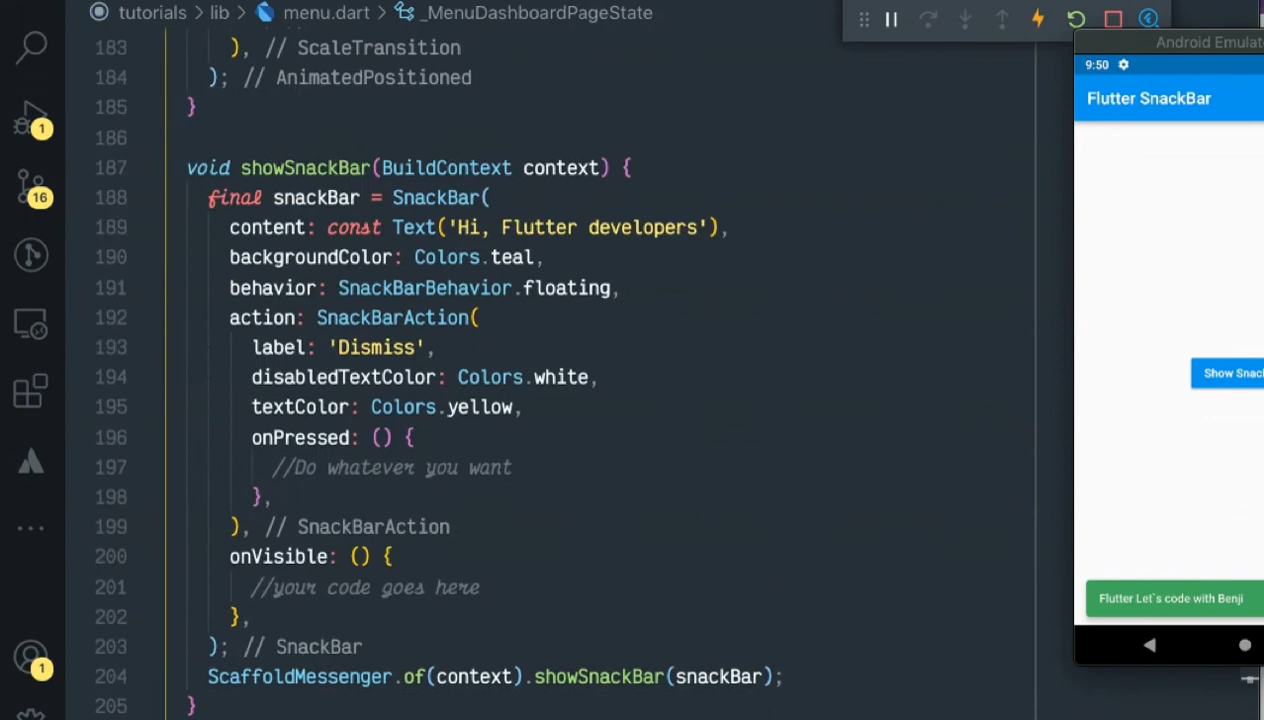 tutorials > lib > menu.dart > _MenuDashboardPageState
183 ), // ScaleTransition
184 ); // AnimatedPositioned
185 }
186
187 void showSnackBar(BuildContext context) {
188 final snackBar = SnackBar(
189 content: const Text('Hi, Flutter developers'),
190 backgroundColor: Colors.teal,
191 behavior: SnackBarBehavior.floating,
192 action: SnackBarAction(
193 label: 'Dismiss',
194 disabledTextColor: Colors.white,
195 textColor: Colors.yellow,
196 onPressed: () {
197 //Do whatever you want
198 },
199 ), // SnackBarAction
200 onVisible: () {
201 //your code goes here
202 },
203 ); // SnackBar
204 ScaffoldMessenger.of(context).showSnackBar(snackBar);
205 }
1
16
1
Android Emulat
9:50
Flutter SnackBar
Show Snac
Flutter Let`s code with Benji